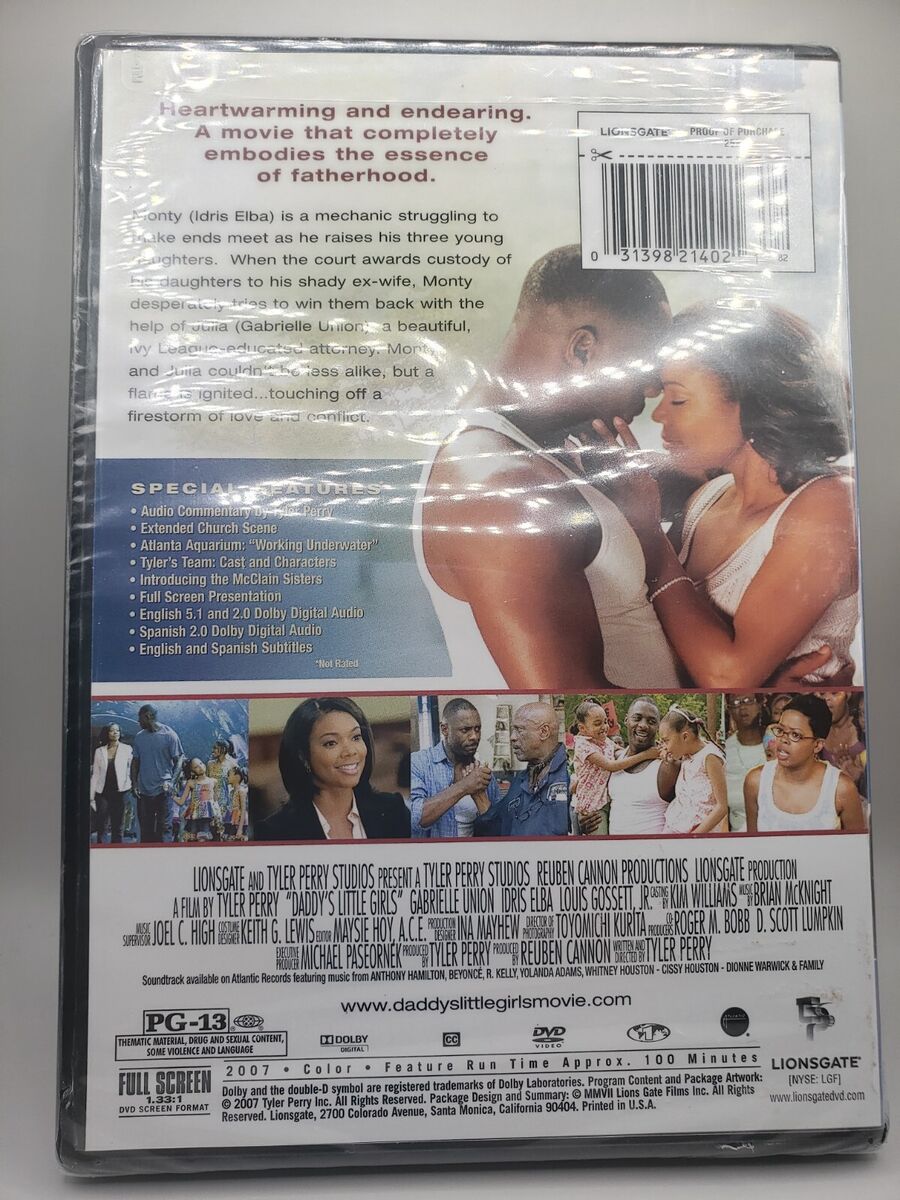 Heartwarming and endearing.
A movie that completely
embodies the essence
of fatherhood.
LIONSGATE PROOF OF PURCHASE
0 31398 21402 1 82
Monty (Idris Elba) is a mechanic struggling to
make ends meet as he raises his three young
daughters. When the court awards custody of
his daughters to his shady ex-wife, Monty
desperately tries to win them back with the
help of Julia (Gabrielle Union), a beautiful,
Ivy League-educated attorney. Monty
and Julia couldn't be less alike, but a
flame is ignited...touching off a
firestorm of love and conflict.
SPECIAL FEATURES*
• Audio Commentary by Tyler Perry
• Extended Church Scene
• Atlanta Aquarium: "Working Underwater"
• Tyler's Team: Cast and Characters
• Introducing the McClain Sisters
• Full Screen Presentation
• English 5.1 and 2.0 Dolby Digital Audio
• Spanish 2.0 Dolby Digital Audio
• English and Spanish Subtitles
*Not Rated
LIONSGATE AND TYLER PERRY STUDIOS PRESENT A TYLER PERRY STUDIOS REUBEN CANNON PRODUCTIONS LIONSGATE PRODUCTION
A FILM BY TYLER PERRY "DADDY'S LITTLE GIRLS" GABRIELLE UNION IDRIS ELBA LOUIS GOSSETT, JR. CASTING BY KIM WILLIAMS MUSIC BY BRIAN McKNIGHT
MUSIC SUPERVISOR JOEL C. HIGH COSTUME DESIGNER KEITH G. LEWIS EDITOR MAYSIE HOY, A.C.E. PRODUCTION DESIGNER INA MAYHEW DIRECTOR OF PHOTOGRAPHY TOYOMICHI KURITA CO-PRODUCERS ROGER M. BOBB D. SCOTT LUMPKIN
EXECUTIVE PRODUCER MICHAEL PASEORNEK PRODUCED BY TYLER PERRY PRODUCED BY REUBEN CANNON WRITTEN AND DIRECTED BY TYLER PERRY
Soundtrack available on Atlantic Records featuring music from ANTHONY HAMILTON, BEYONCÉ, R. KELLY, YOLANDA ADAMS, WHITNEY HOUSTON - CISSY HOUSTON - DIONNE WARWICK & FAMILY
www.daddyslittlegirlsmovie.com
PG-13
THEMATIC MATERIAL, DRUG AND SEXUAL CONTENT,
SOME VIOLENCE AND LANGUAGE
DOLBY
DIGITAL
CC
DVD
VIDEO
2007 • Color • Feature Run Time Approx. 100 Minutes
FULL SCREEN
1.33:1
DVD SCREEN FORMAT
Dolby and the double-D symbol are registered trademarks of Dolby Laboratories. Program Content and Package Artwork:
© 2007 Tyler Perry Inc. All Rights Reserved. Package Design and Summary: © MMVII Lions Gate Films Inc. All Rights
Reserved. Lionsgate, 2700 Colorado Avenue, Santa Monica, California 90404. Printed in U.S.A.
LIONSGATE®
[NYSE: LGF]
www.lionsgatedvd.com